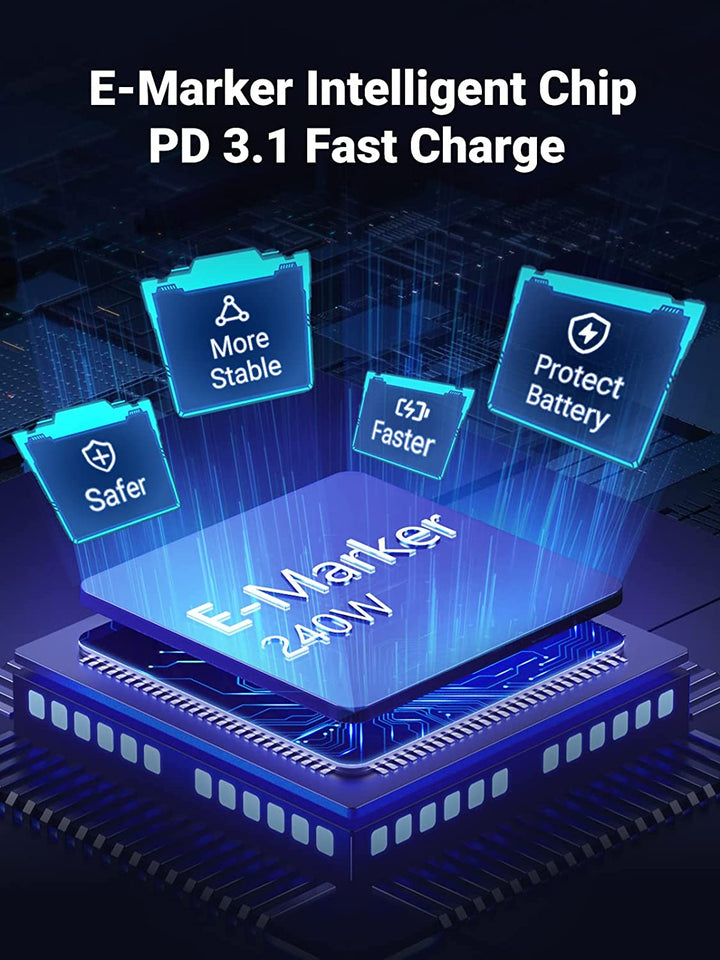 E-Marker Intelligent Chip
PD 3.1 Fast Charge
More
Stable
Protect
Battery
Faster
Safer
E-Marker
240W